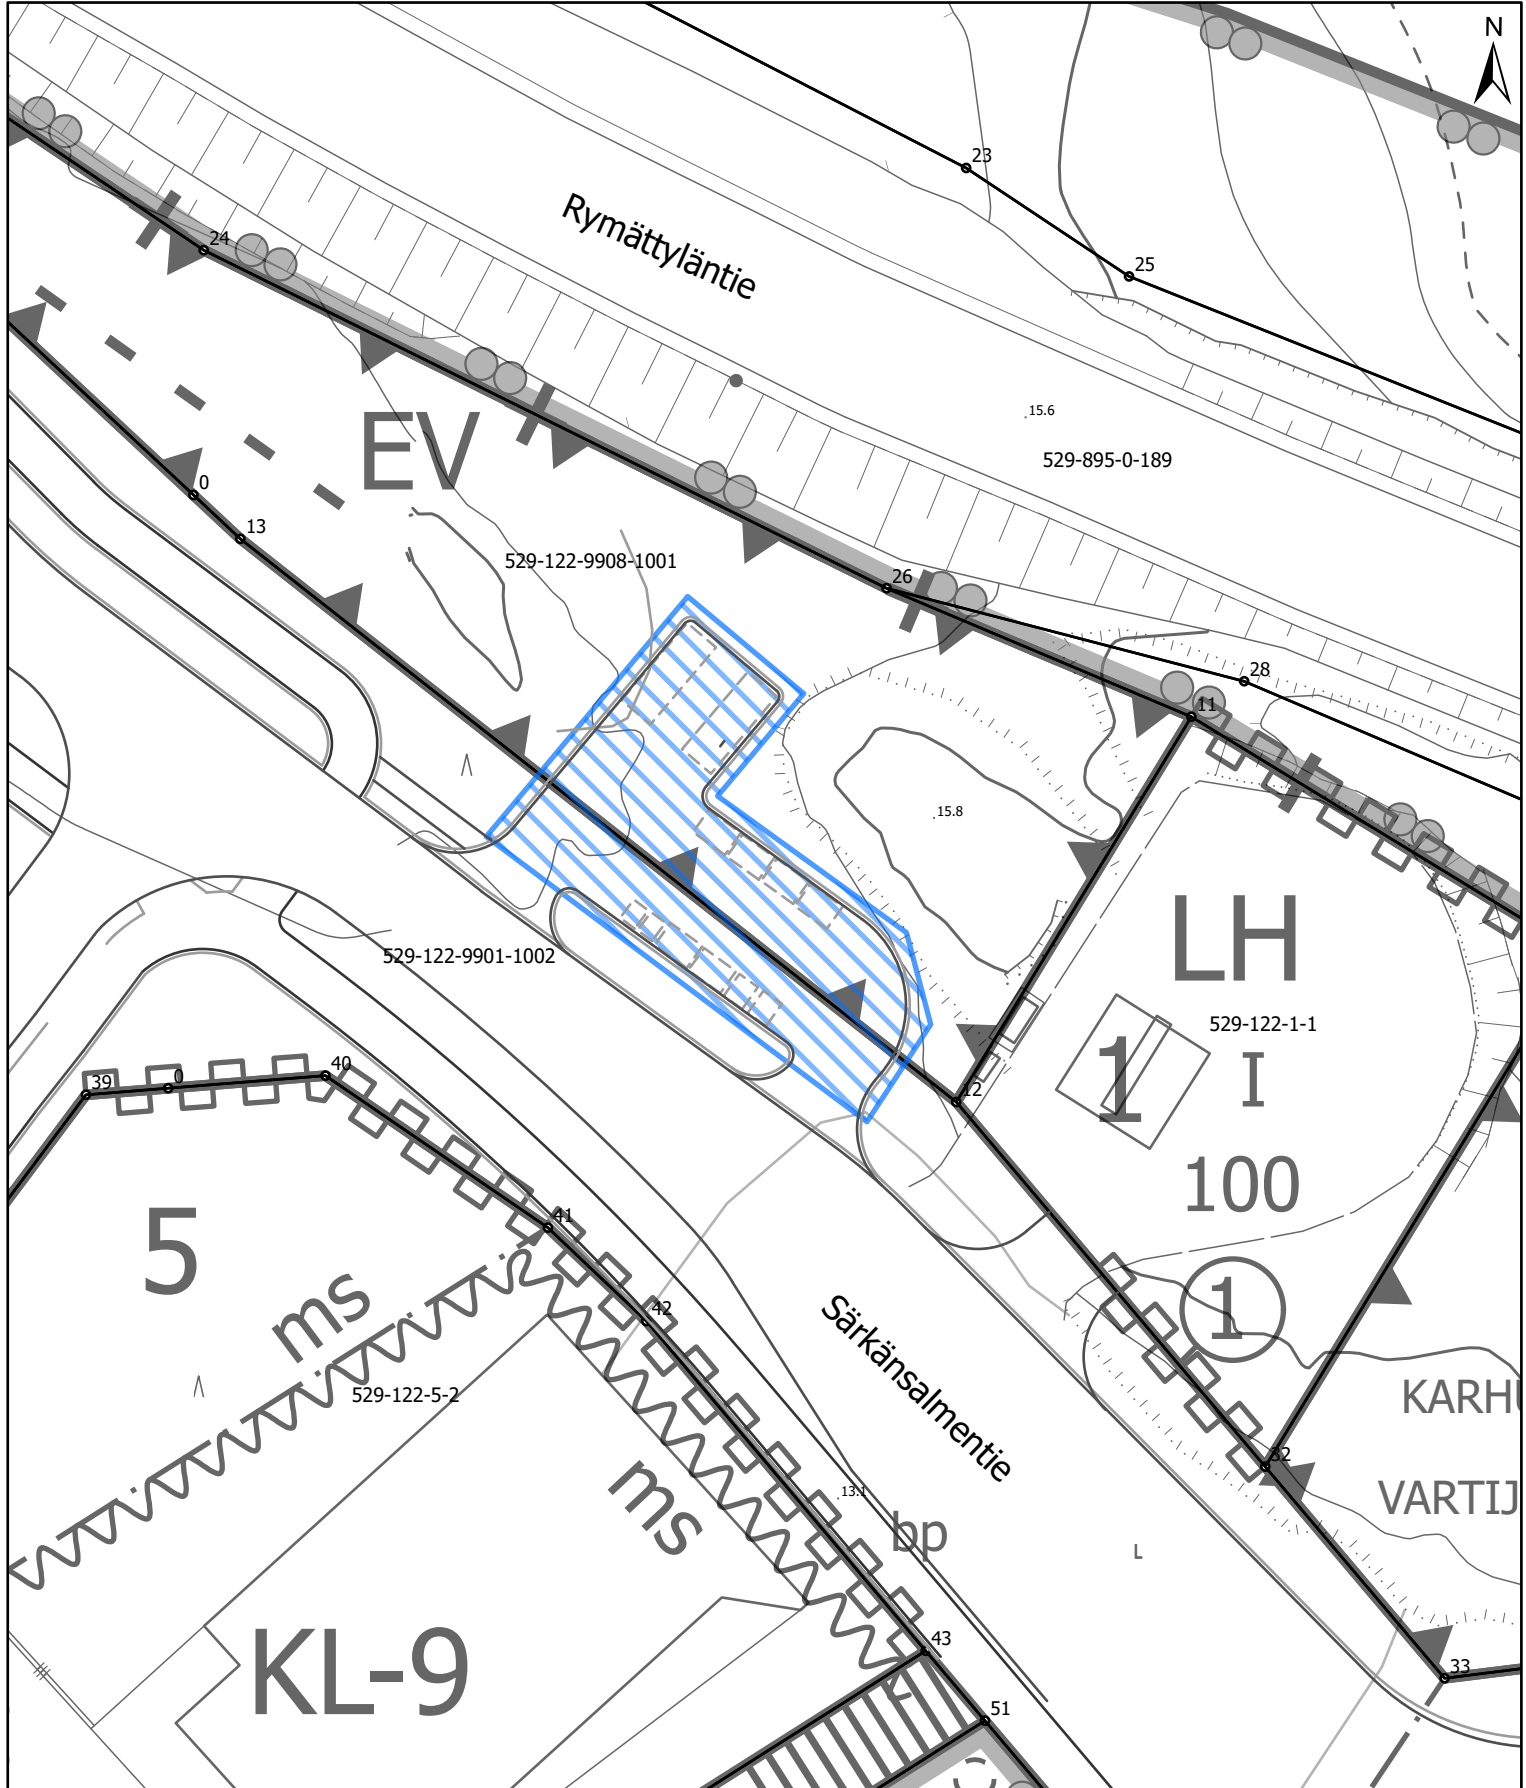 N
23
Rymättyläntie
24
25
15.6
EV
529-895-0-189
0
13
529-122-9908-1001
26
28
11
15.8
LH
529-122-9901-1002
529-122-1-1
1
I
39
0
40
12
100
5
41
ms
42
1
Särkänsalmentie
529-122-5-2
KARHU
32
ms
13.1
VARTIJ
bp
L
KL-9
43
33
51